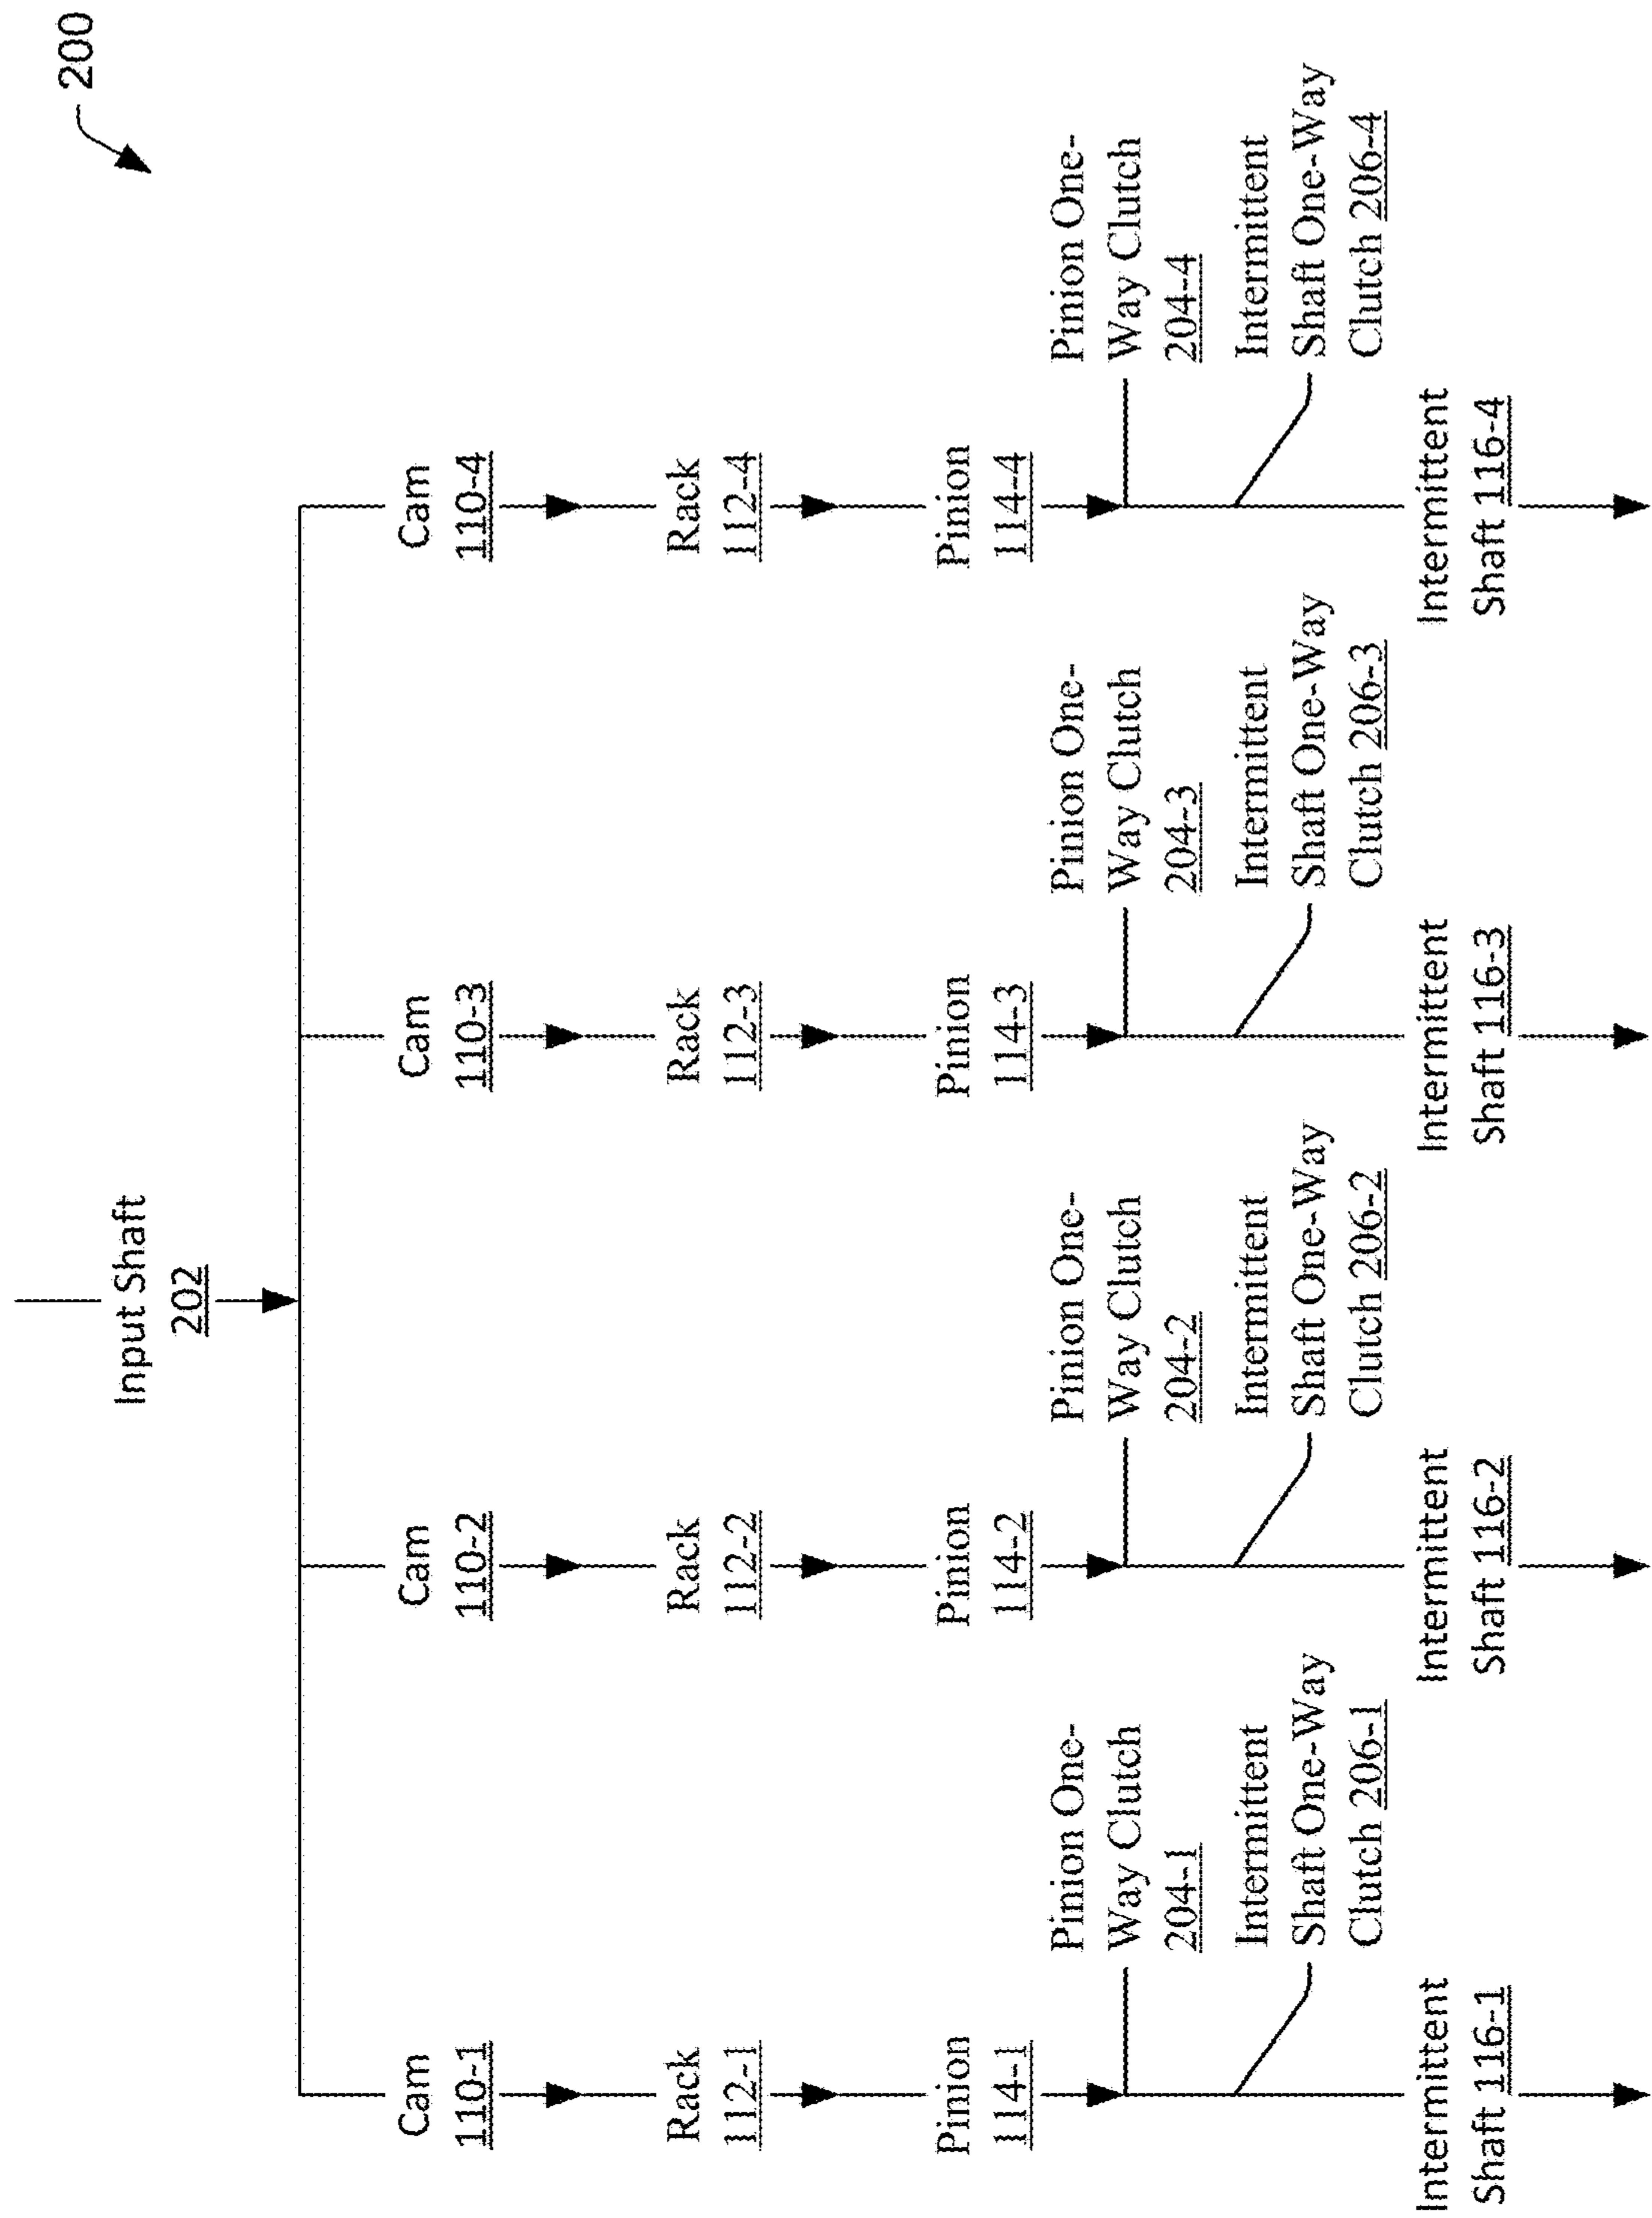 200
Input Shaft
202
Cam
110-1
Cam
110-2
Cam
110-3
Cam
110-4
Rack
112-1
Rack
112-2
Rack
112-3
Rack
112-4
Pinion
114-1
Pinion
114-2
Pinion
114-3
Pinion
114-4
Pinion One-
Way Clutch
204-1
Pinion One-
Way Clutch
204-2
Pinion One-
Way Clutch
204-3
Pinion One-
Way Clutch
204-4
Intermittent
Shaft One-Way
Clutch 206-1
Intermittent
Shaft One-Way
Clutch 206-2
Intermittent
Shaft One-Way
Clutch 206-3
Intermittent
Shaft One-Way
Clutch 206-4
Intermittent
Shaft 116-1
Intermittent
Shaft 116-2
Intermittent
Shaft 116-3
Intermittent
Shaft 116-4